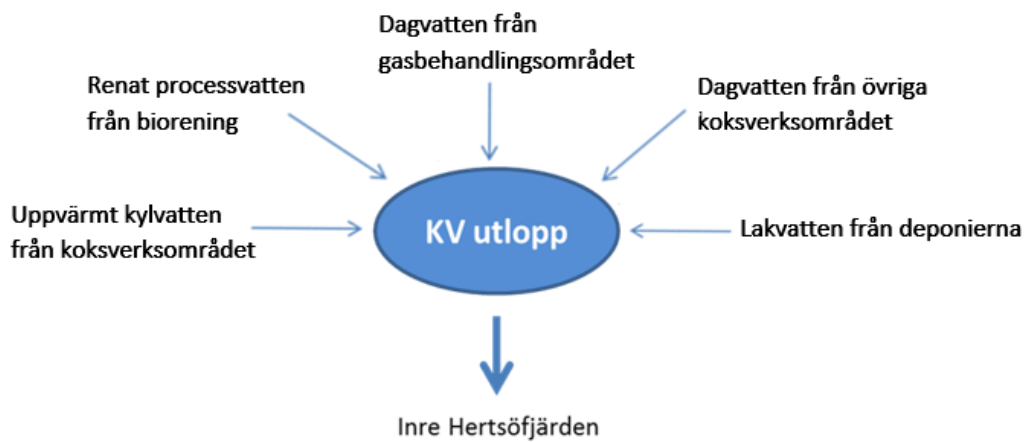 Dagvatten från
gasbehandlingsområdet
Renat processvatten
från biorening
Dagvatten från övriga
koksverksområdet
Uppvärmt kylvatten
från koksverksområdet
KV utlopp
Lakvatten från deponierna
Inre Hertsöfjärden